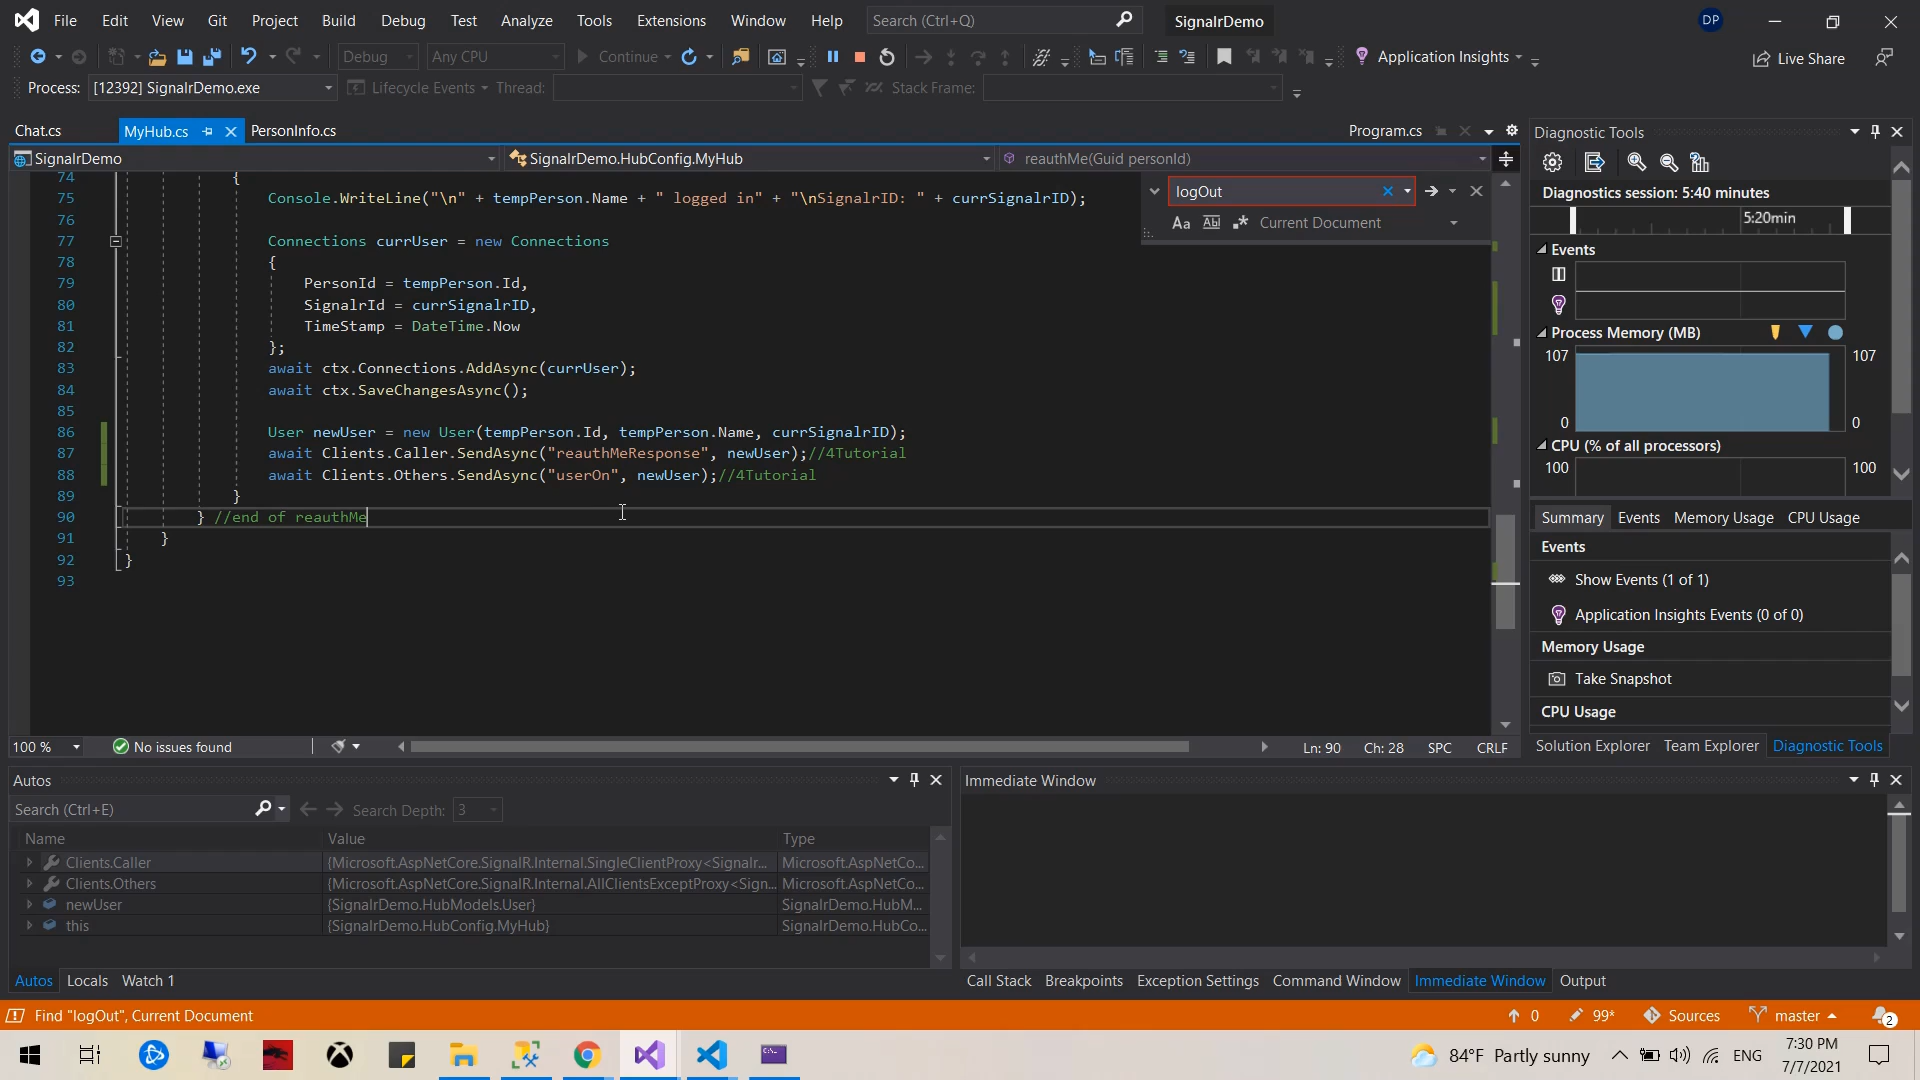 File Edit View Git Project Build Debug Test Analyze Tools Extensions Window Help Search (Ctrl+Q) SignalrDemo DP
Debug Any CPU Continue Application Insights Live Share
Process: [12392] SignalrDemo.exe Lifecycle Events Thread: Stack Frame:
Chat.cs MyHub.cs PersonInfo.cs Program.cs
SignalrDemo SignalrDemo.HubConfig.MyHub reauthMe(Guid personId)
logOut
Aa Abl Current Document
74 {
75 Console.WriteLine("\n" + tempPerson.Name + " logged in" + "\nSignalrID: " + currSignalrID);
76
77 Connections currUser = new Connections
78 {
79 PersonId = tempPerson.Id,
80 SignalrId = currSignalrID,
81 TimeStamp = DateTime.Now
82 };
83 await ctx.Connections.AddAsync(currUser);
84 await ctx.SaveChangesAsync();
85
86 User newUser = new User(tempPerson.Id, tempPerson.Name, currSignalrID);
87 await Clients.Caller.SendAsync("reauthMeResponse", newUser);//4Tutorial
88 await Clients.Others.SendAsync("userOn", newUser);//4Tutorial
89 }
90 } //end of reauthMe
91 }
92 }
93
100 % No issues found Ln: 90 Ch: 28 SPC CRLF
Diagnostic Tools
Diagnostics session: 5:40 minutes
5:20min
Events
Process Memory (MB)
107 107
0 0
CPU (% of all processors)
100 100
Summary Events Memory Usage CPU Usage
Events
Show Events (1 of 1)
Application Insights Events (0 of 0)
Memory Usage
Take Snapshot
CPU Usage
Solution Explorer Team Explorer Diagnostic Tools
Autos
Search (Ctrl+E) Search Depth: 3
Name Value Type
Clients.Caller {Microsoft.AspNetCore.SignalR.Internal.SingleClientProxy<Signalr... Microsoft.AspNetCo...
Clients.Others {Microsoft.AspNetCore.SignalR.Internal.AllClientsExceptProxy<Sign... Microsoft.AspNetCo...
newUser {SignalrDemo.HubModels.User} SignalrDemo.HubM...
this {SignalrDemo.HubConfig.MyHub} SignalrDemo.HubCo...
Autos Locals Watch 1
Immediate Window
Call Stack Breakpoints Exception Settings Command Window Immediate Window Output
Find "logOut", Current Document 0 99* Sources master 2
84°F Partly sunny ENG 7:30 PM
7/7/2021